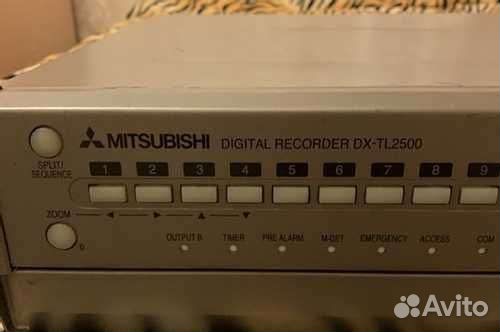 MITSUBISHI DIGITAL RECORDER DX-TL2500
SPLIT/
SEQUENCE
1 2 3 4 5 6 7 8 9
ZOOM
OUTPUT B TIMER PRE ALARM M-DET EMERGENCY ACCESS COM
Avito